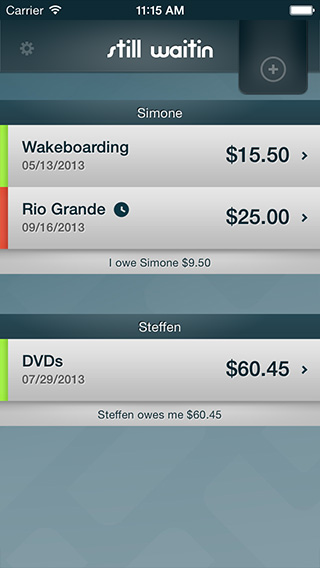 Carrier 11:15 AM
still waitin
Simone
Wakeboarding
05/13/2013
$15.50
Rio Grande
09/16/2013
$25.00
I owe Simone $9.50
Steffen
DVDs
07/29/2013
$60.45
Steffen owes me $60.45